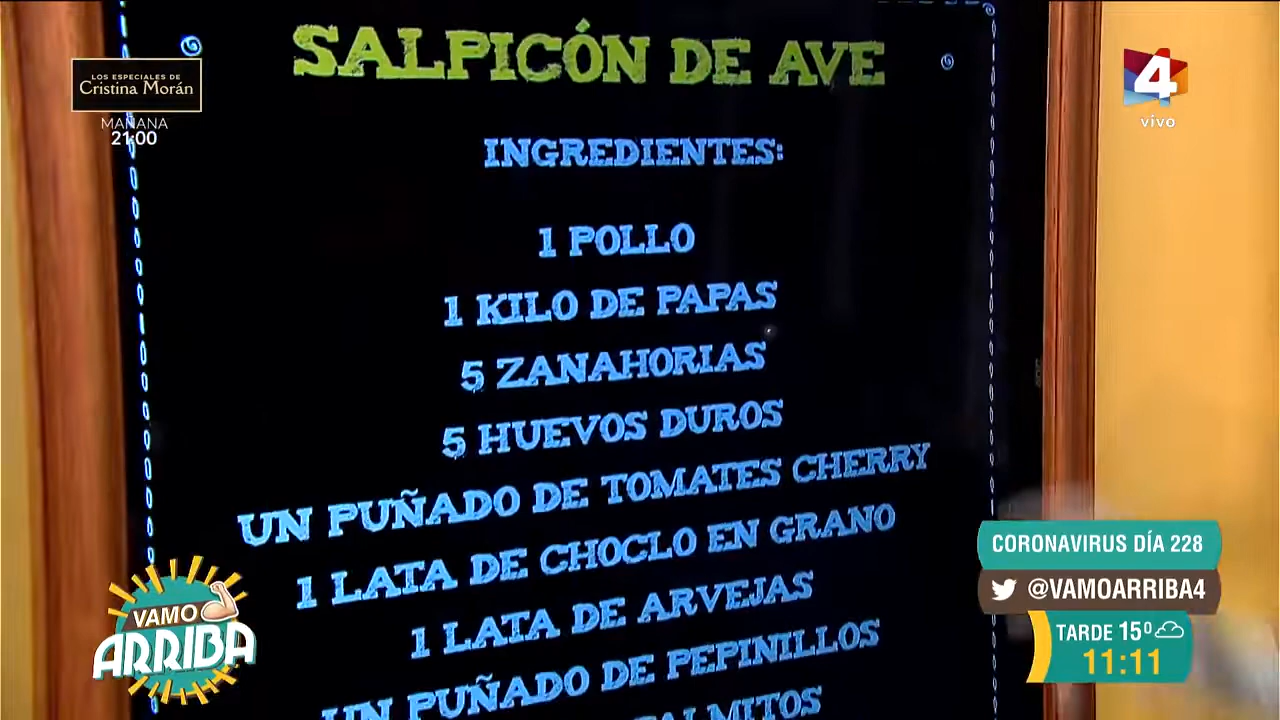 SALPICÓN DE AVE
INGREDIENTES:
1 POLLO
1 KILO DE PAPAS
5 ZANAHORIAS
5 HUEVOS DUROS
UN PUÑADO DE TOMATES CHERRY
1 LATA DE CHOCLO EN GRANO
1 LATA DE ARVEJAS
UN PUÑADO DE PEPINILLOS
PALMITOS
LOS ESPECIALES DE
Cristina Morán
MAÑANA
21:00
4
vivo
VAMO
ARRIBA
CORONAVIRUS DÍA 228
@VAMOARRIBA4
TARDE 15º
11:11